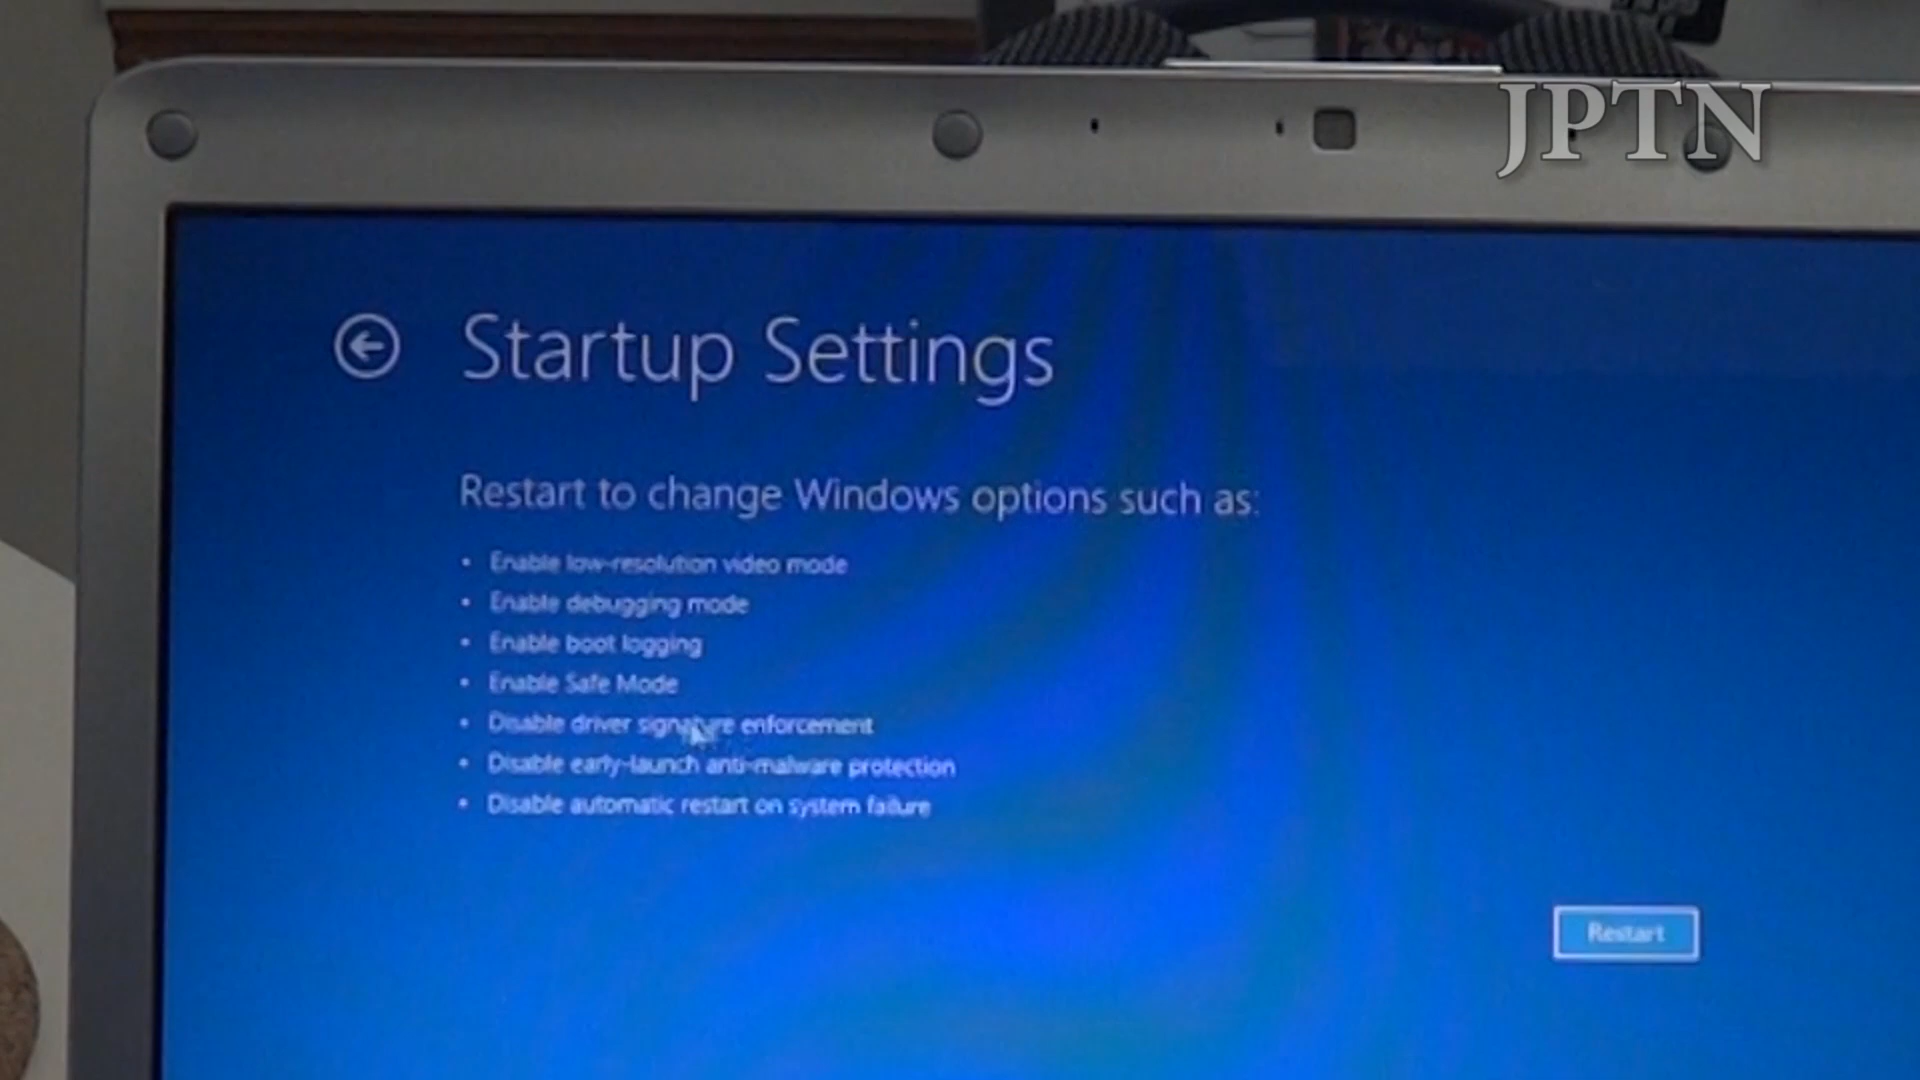 JPTN
Startup Settings
Restart to change Windows options such as:
• Enable low-resolution video mode
• Enable debugging mode
• Enable boot logging
• Enable Safe Mode
• Disable driver signature enforcement
• Disable early-launch anti-malware protection
• Disable automatic restart on system failure
Restart